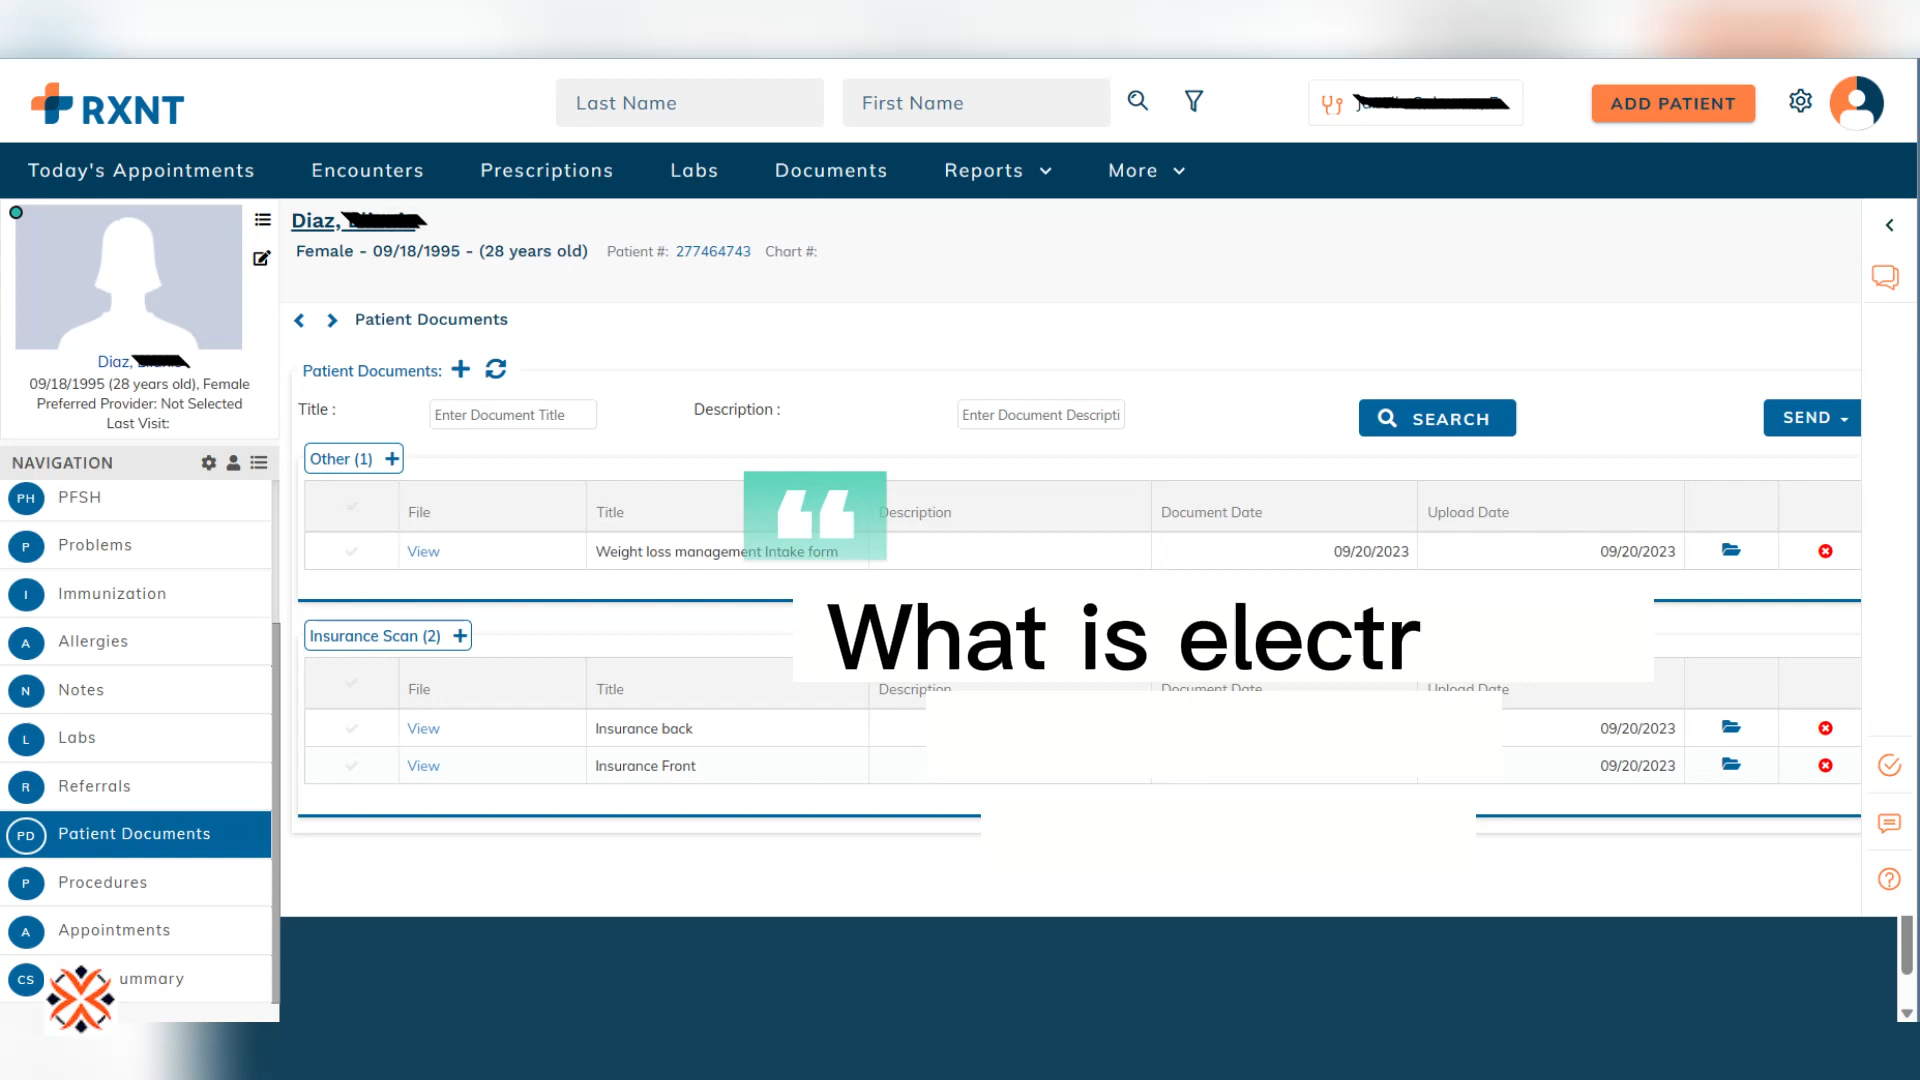 RXNT
Last Name
First Name
ADD PATIENT
Today's Appointments
Encounters
Prescriptions
Labs
Documents
Reports
More
Diaz,
Female - 09/18/1995 - (28 years old) Patient #: 277464743 Chart #:
Diaz,
09/18/1995 (28 years old), Female
Preferred Provider: Not Selected
Last Visit:
NAVIGATION
PH PFSH
P Problems
I Immunization
A Allergies
N Notes
L Labs
R Referrals
PD Patient Documents
P Procedures
A Appointments
CS ummary
Patient Documents
Patient Documents:
Title : Enter Document Title Description : Enter Document Descripti SEARCH SEND
Other (1)
File Title Description Document Date Upload Date
View Weight loss management Intake form 09/20/2023 09/20/2023
“
What is electr
Insurance Scan (2)
File Title Description Document Date Upload Date
View Insurance back 09/20/2023
View Insurance Front 09/20/2023